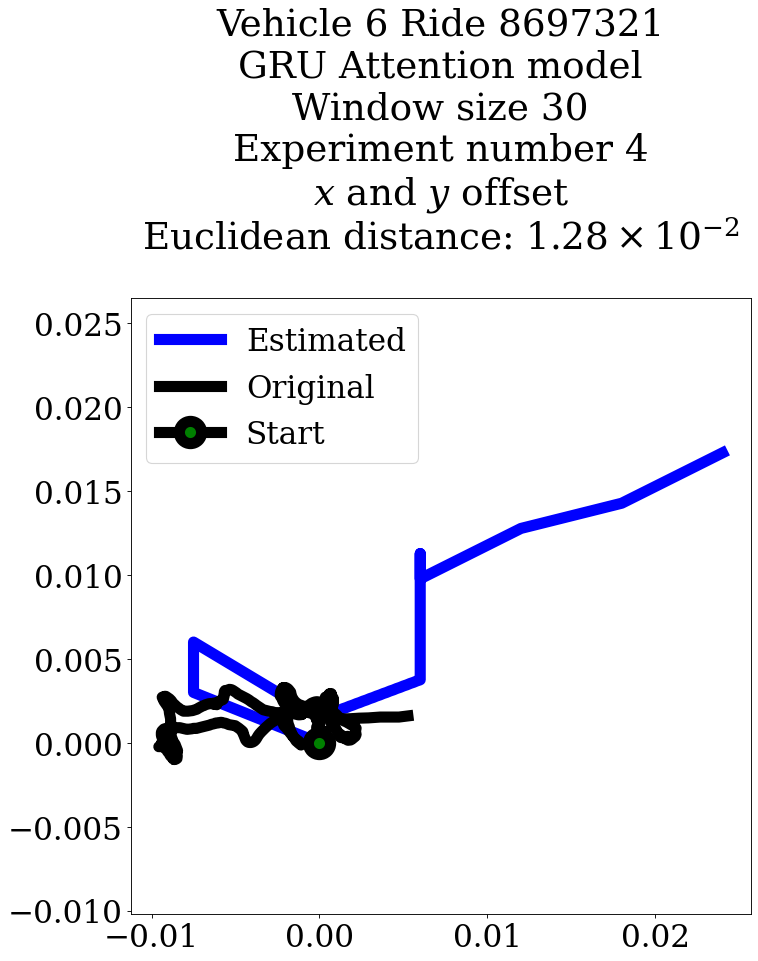 Vehicle 6 Ride 8697321
GRU Attention model
Window size 30
Experiment number 4
x and y offset
Euclidean distance: 1.28 × 10⁻²
Estimated
Original
Start
0.025
0.020
0.015
0.010
0.005
0.000
−0.005
−0.010
−0.01 0.00 0.01 0.02